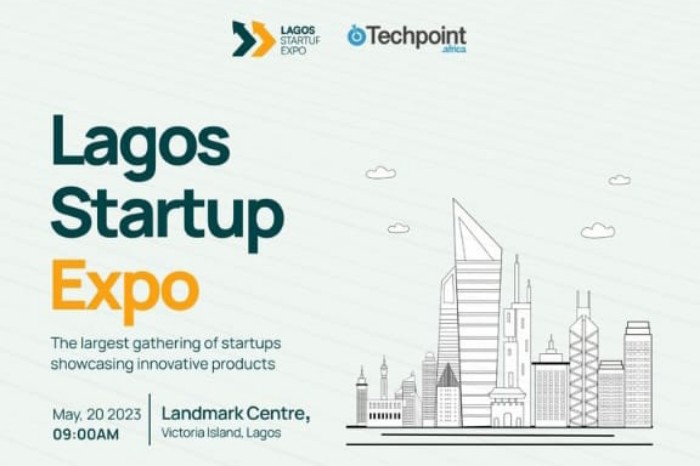 LAGOS
STARTUP
EXPO
Techpoint
.africa
Lagos
Startup
Expo
The largest gathering of startups
showcasing innovative products
May, 20 2023
09:00AM
Landmark Centre,
Victoria Island, Lagos